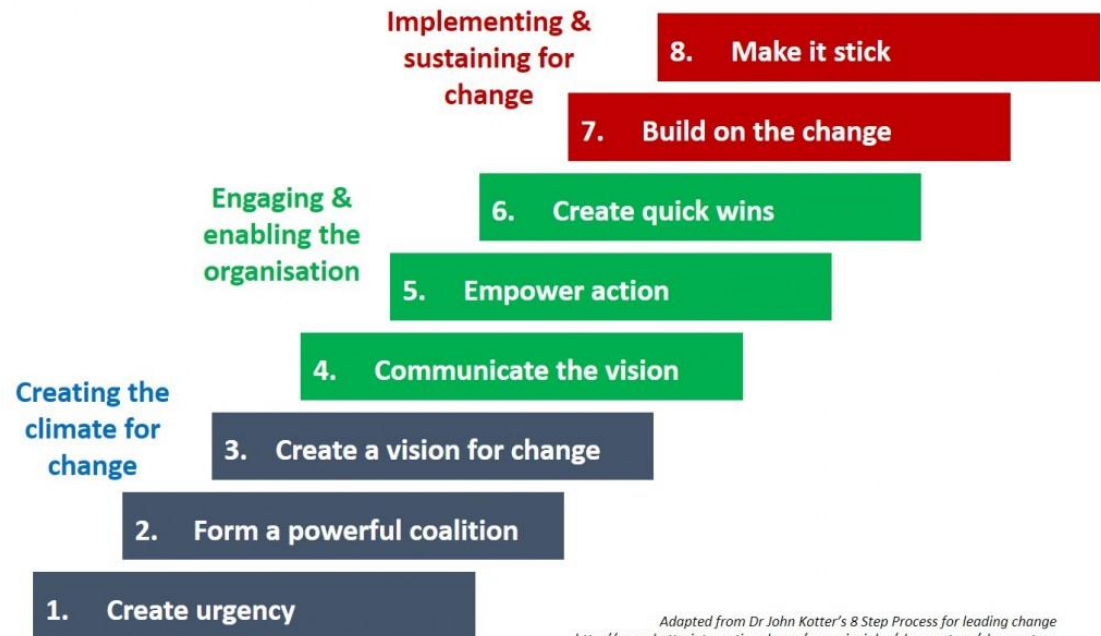 Implementing &
sustaining for
change
8. Make it stick
7. Build on the change
Engaging &
enabling the
organisation
6. Create quick wins
5. Empower action
4. Communicate the vision
Creating the
climate for
change
3. Create a vision for change
2. Form a powerful coalition
1. Create urgency
Adapted from Dr John Kotter's 8 Step Process for leading change